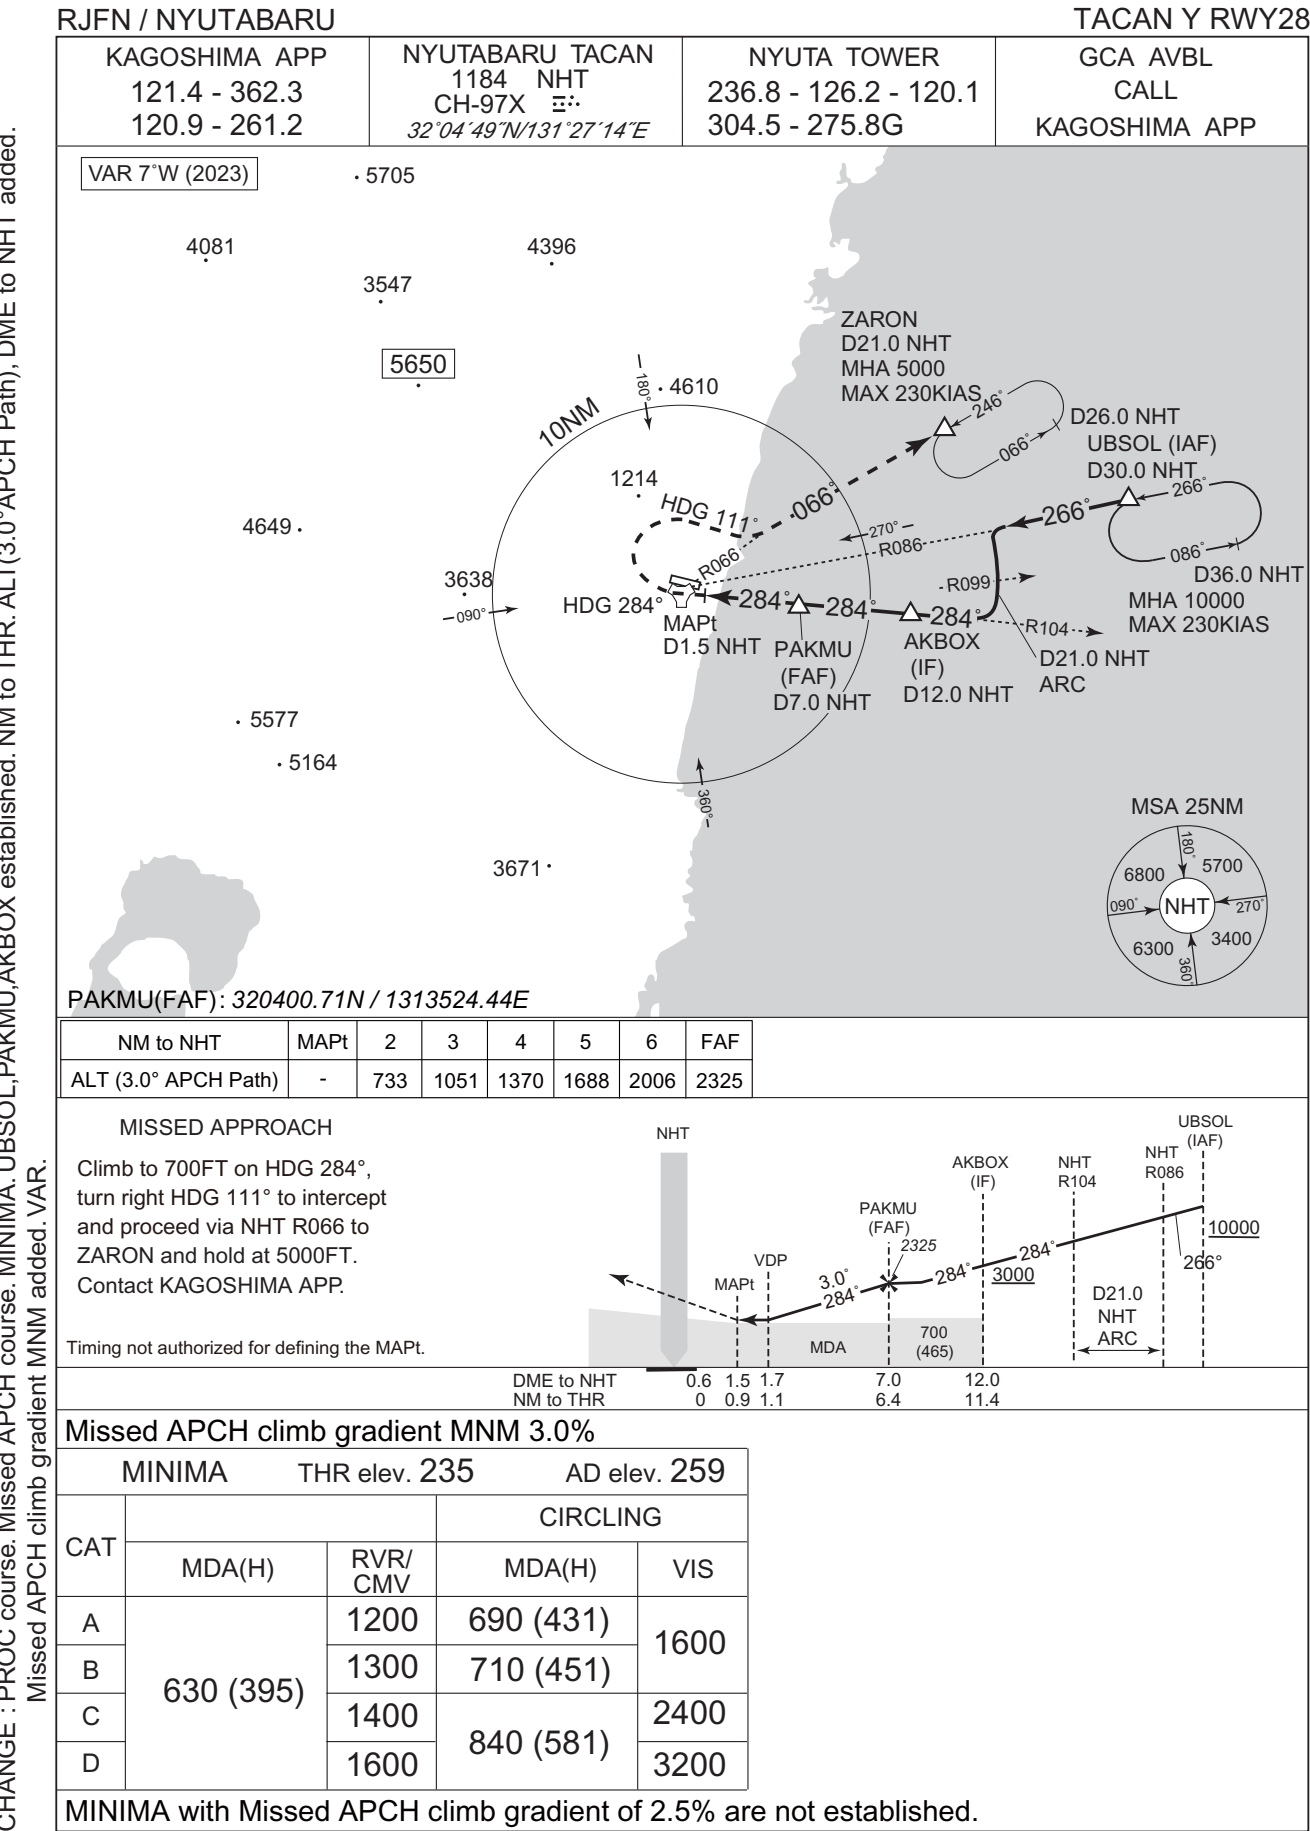 RJFN / NYUTABARU
TACAN Y RWY28
KAGOSHIMA APP
121.4 - 362.3
120.9 - 261.2
NYUTABARU TACAN
1184 NHT
CH-97X
32°04´49˝N/131°27´14˝E
NYUTA TOWER
236.8 - 126.2 - 120.1
304.5 - 275.8G
GCA AVBL
CALL
KAGOSHIMA APP
VAR 7°W (2023)
5705
4081
4396
3547
5650
4610
180°
10NM
1214
4649
3638
090°
5577
5164
3671
360°
ZARON
D21.0 NHT
MHA 5000
MAX 230KIAS
246°
066°
D26.0 NHT
UBSOL (IAF)
D30.0 NHT
266°
266°
086°
D36.0 NHT
MHA 10000
MAX 230KIAS
HDG 111°
066°
270°
R086
R066
R099
R104
HDG 284°
284°
284°
284°
MAPt
D1.5 NHT
PAKMU
(FAF)
D7.0 NHT
AKBOX
(IF)
D12.0 NHT
D21.0 NHT
ARC
MSA 25NM
180°
6800
5700
090°
NHT
270°
6300
3400
360°
PAKMU(FAF): 320400.71N / 1313524.44E
NM to NHT MAPt 2 3 4 5 6 FAF
ALT (3.0° APCH Path) - 733 1051 1370 1688 2006 2325
MISSED APPROACH
Climb to 700FT on HDG 284°,
turn right HDG 111° to intercept
and proceed via NHT R066 to
ZARON and hold at 5000FT.
Contact KAGOSHIMA APP.
Timing not authorized for defining the MAPt.
NHT
MAPt
VDP
PAKMU
(FAF)
2325
AKBOX
(IF)
NHT
R104
NHT
R086
UBSOL
(IAF)
10000
266°
3.0°
284°
284°
284°
3000
D21.0
NHT
ARC
MDA
700
(465)
DME to NHT 0.6 1.5 1.7 7.0 12.0
NM to THR 0 0.9 1.1 6.4 11.4
Missed APCH climb gradient MNM 3.0%
MINIMA THR elev. 235 AD elev. 259
CAT
CIRCLING
MDA(H)
RVR/
CMV
MDA(H)
VIS
A 1200 690 (431)
1600
B 1300 710 (451)
630 (395)
C 1400 2400
840 (581)
D 1600 3200
MINIMA with Missed APCH climb gradient of 2.5% are not established.
CHANGE : PROC course. Missed APCH course. MINIMA. UBSOL,PAKMU,AKBOX established. NM to THR. ALT(3.0°APCH Path), DME to NHT added.
Missed APCH climb gradient MNM added. VAR.